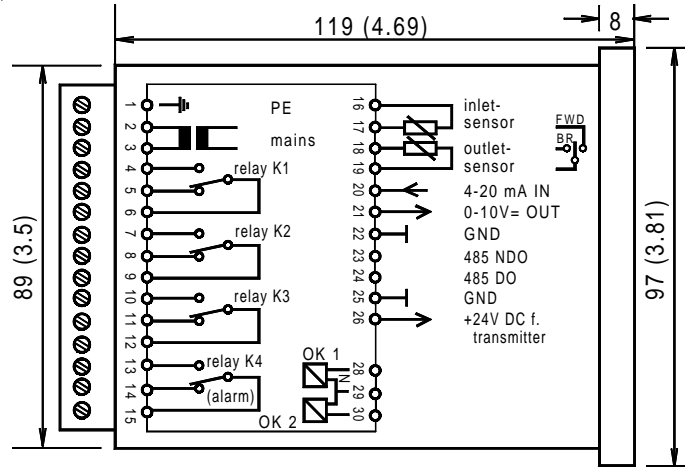 119 (4.69)
8
89 (3.5)
97 (3.81)
1
PE
2
mains
3
4
relay K1
5
6
7
relay K2
8
9
10
relay K3
11
12
13
relay K4
14
(alarm)
15
OK 1
N
OK 2
16
inlet-
17
sensor
18
outlet-
19
sensor
FWD
BR
20
4-20 mA IN
21
0-10V= OUT
22
GND
23
485 NDO
24
485 DO
25
GND
26
+24V DC f.
transmitter
28
29
30